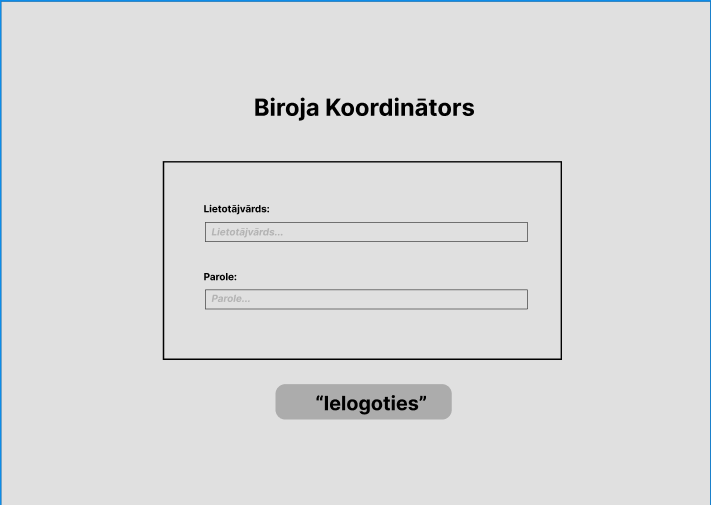 Biroja Koordinātors
Lietotājvārds:
Lietotājvārds...
Parole:
Parole...
“Ielogoties”